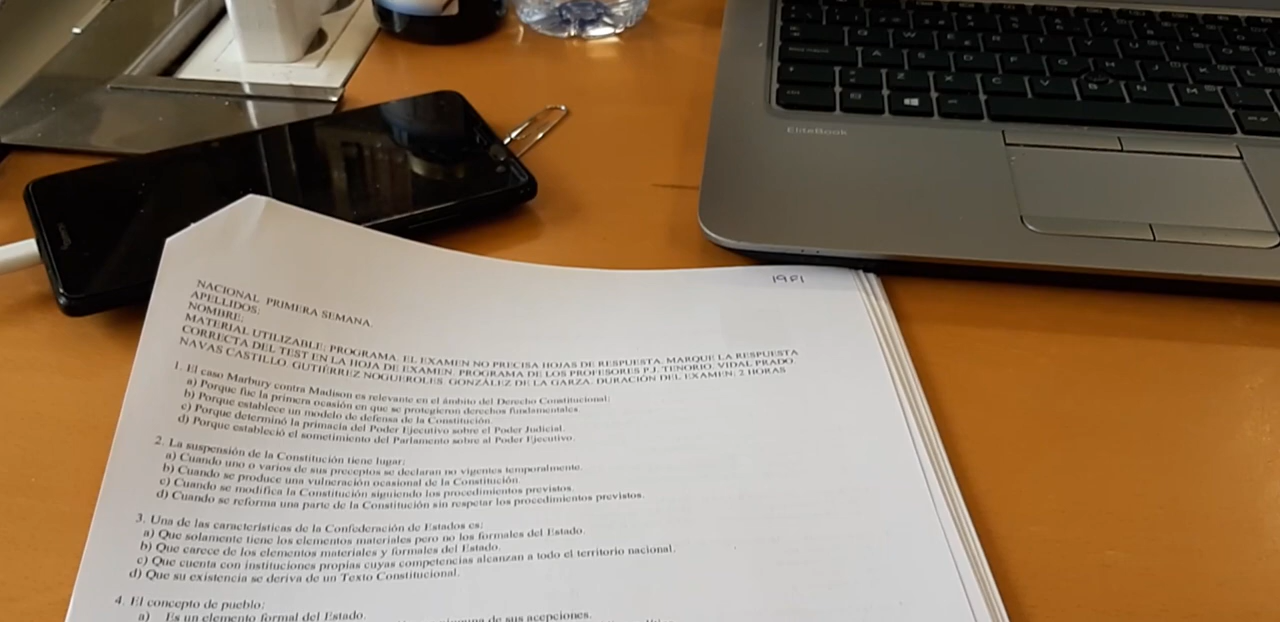 EliteBook
19F1
NACIONAL PRIMERA SEMANA.
APELLIDOS:
NOMBRE:
MATERIAL UTILIZABLE: PROGRAMA. EL EXAMEN NO PRECISA HOJAS DE RESPUESTA. MARQUE LA RESPUESTA
CORRECTA DEL TEST EN LA HOJA DE EXAMEN. PROGRAMA DE LOS PROFESORES P.J. TENORIO. VIDAL PRADO.
NAVAS CASTILLO. GUTIÉRREZ NOGUEROLES. GONZÁLEZ DE LA GARZA. DURACIÓN DEL EXAMEN: 2 HORAS
1. El caso Marbury contra Madison es relevante en el ámbito del Derecho Constitucional:
a) Porque fue la primera ocasión en que se protegieron derechos fundamentales.
b) Porque establece un modelo de defensa de la Constitución.
c) Porque determinó la primacía del Poder Ejecutivo sobre el Poder Judicial.
d) Porque estableció el sometimiento del Parlamento sobre al Poder Ejecutivo.
2. La suspensión de la Constitución tiene lugar:
a) Cuando uno o varios de sus preceptos se declaran no vigentes temporalmente.
b) Cuando se produce una vulneración ocasional de la Constitución.
c) Cuando se modifica la Constitución siguiendo los procedimientos previstos.
d) Cuando se reforma una parte de la Constitución sin respetar los procedimientos previstos.
3. Una de las características de la Confederación de Estados es:
a) Que solamente tiene los elementos materiales pero no los formales del Estado.
b) Que carece de los elementos materiales y formales del Estado.
c) Que cuenta con instituciones propias cuyas competencias alcanzan a todo el territorio nacional.
d) Que su existencia se deriva de un Texto Constitucional.
4. El concepto de pueblo:
a) Es un elemento formal del Estado.
de sus acepciones.